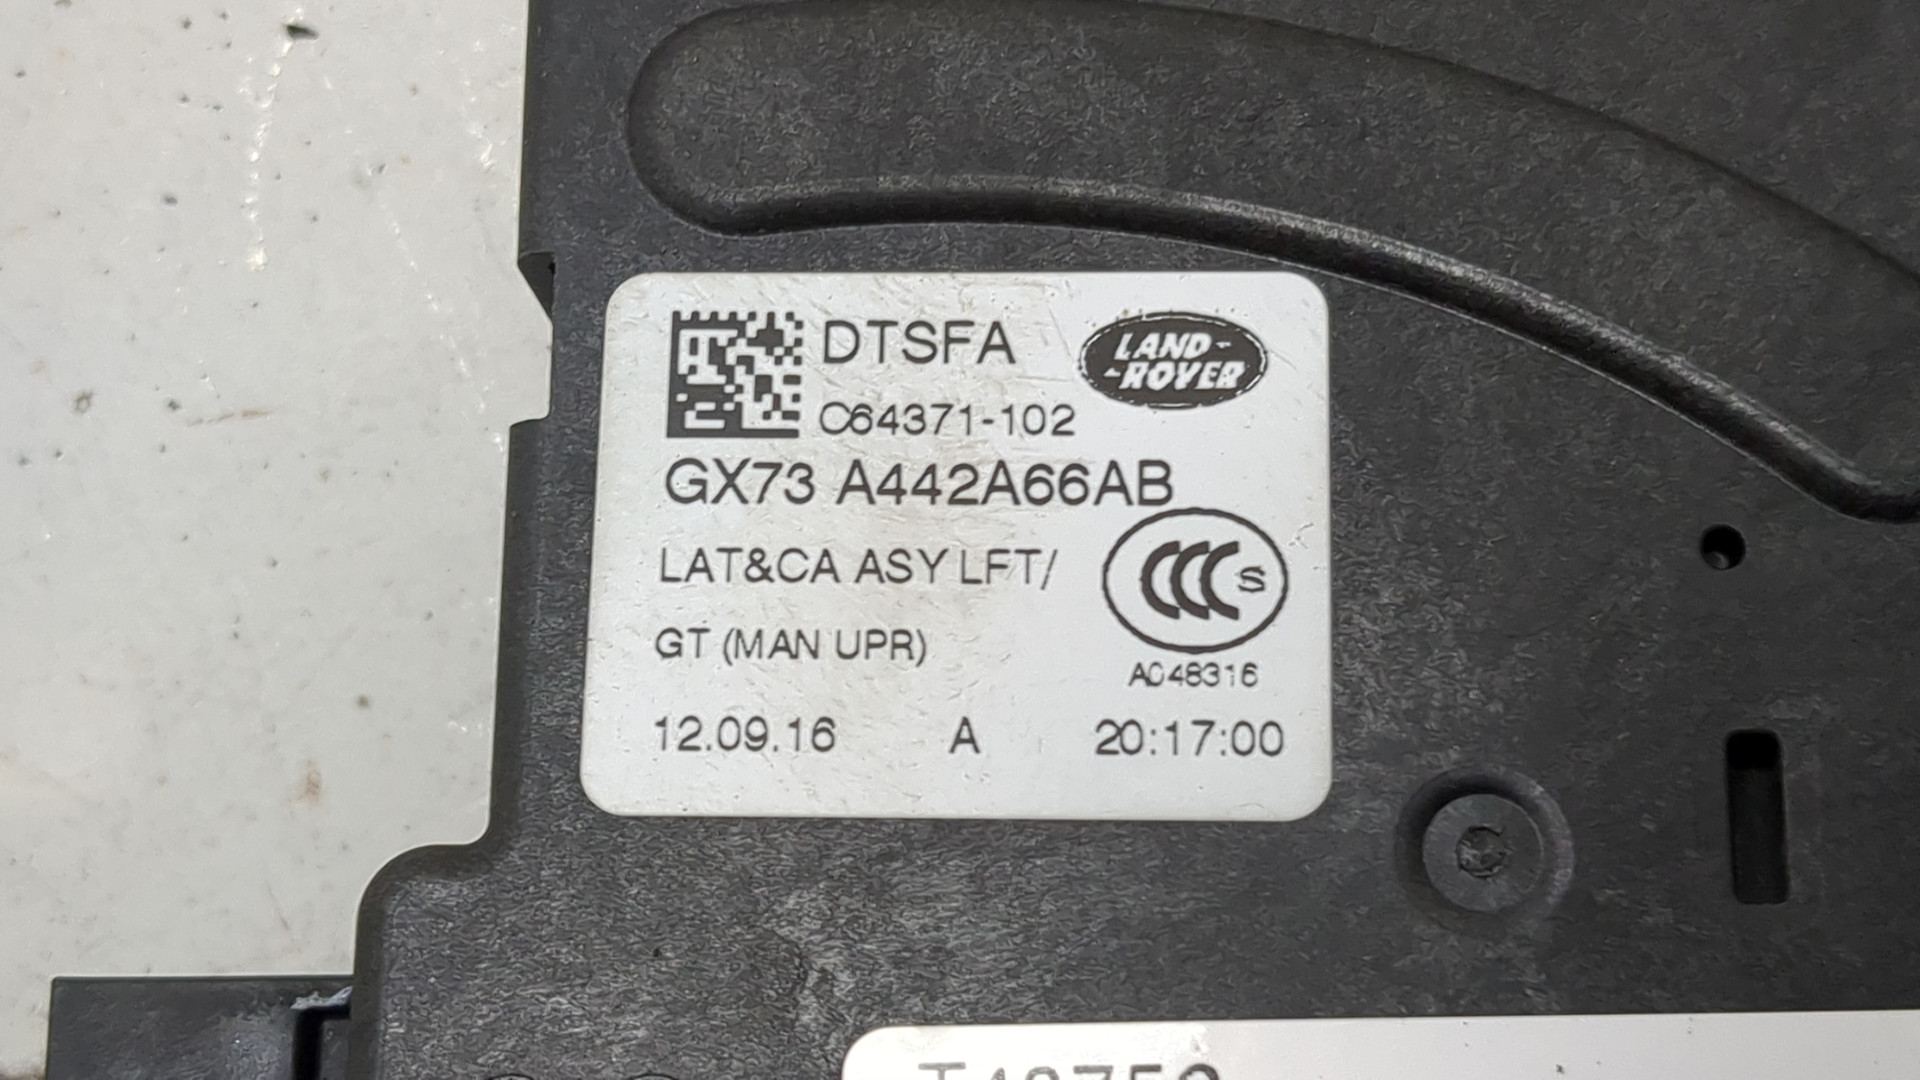 DTSFA
LAND-
-ROVER
C64371-102
GX73 A442A66AB
LAT&CA ASY LFT/
CCC S
GT (MAN UPR)
A048316
12.09.16 A 20:17:00